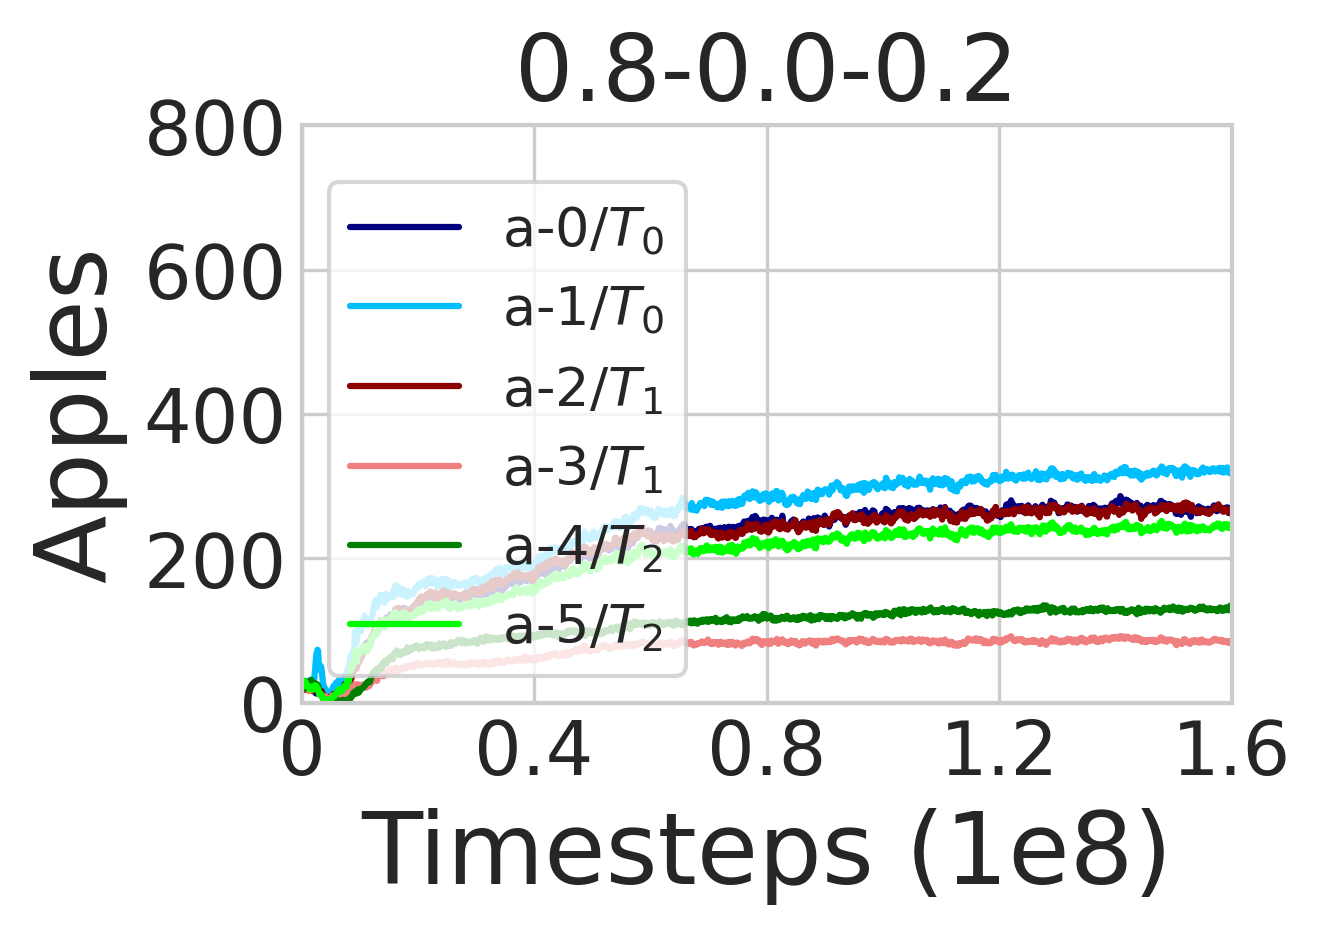 0.8-0.0-0.2
800
600
400
200
0
Apples
a-0/T₀
a-1/T₀
a-2/T₁
a-3/T₁
a-4/T₂
a-5/T₂
0 0.4 0.8 1.2 1.6
Timesteps (1e8)